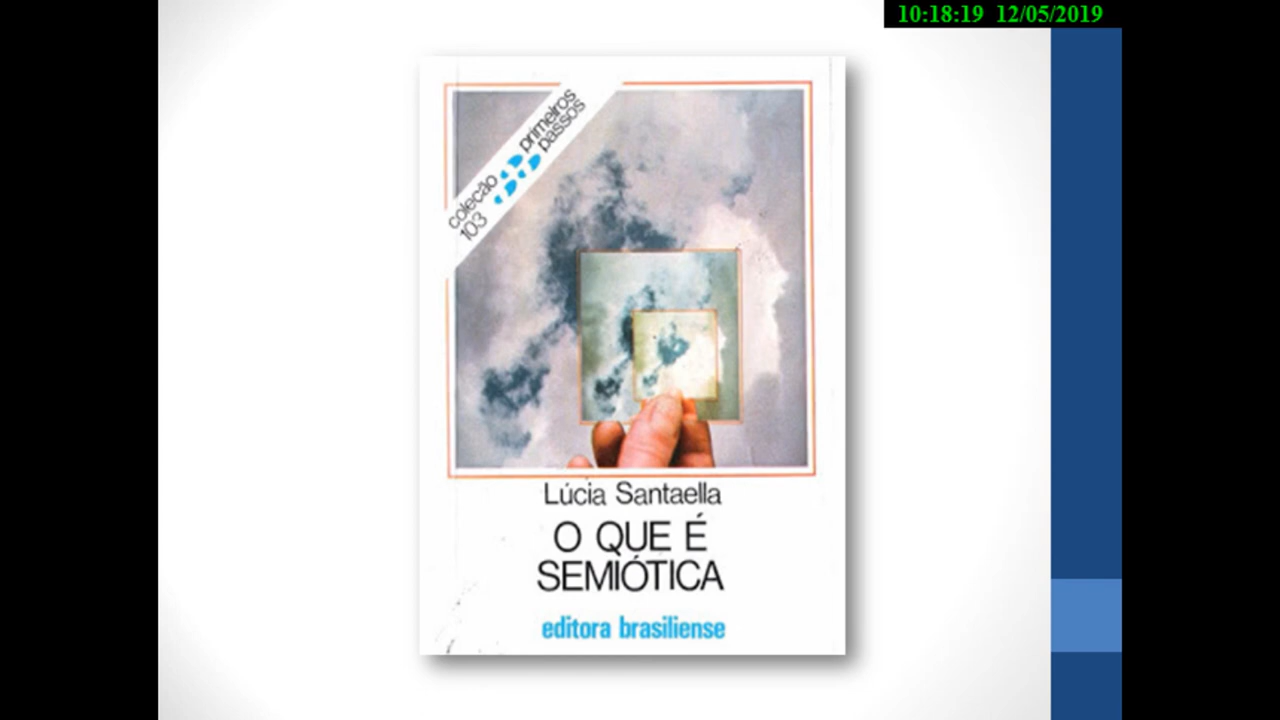 10:18:19 12/05/2019
coleção
103
primeiros
passos
Lúcia Santaella
O QUE É
SEMIÓTICA
editora brasiliense